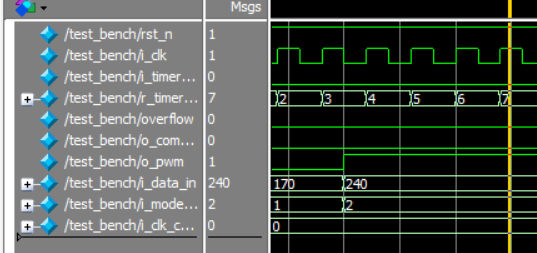 Msgs
/test_bench/rst_n 1
/test_bench/i_clk 1
/test_bench/i_timer... 0
/test_bench/r_timer... 7 2 3 4 5 6 7
/test_bench/overflow 0
/test_bench/o_com... 0
/test_bench/o_pwm 1
/test_bench/i_data_in 240 170 240
/test_bench/i_mode... 2 1 2
/test_bench/i_clk_c... 0 0